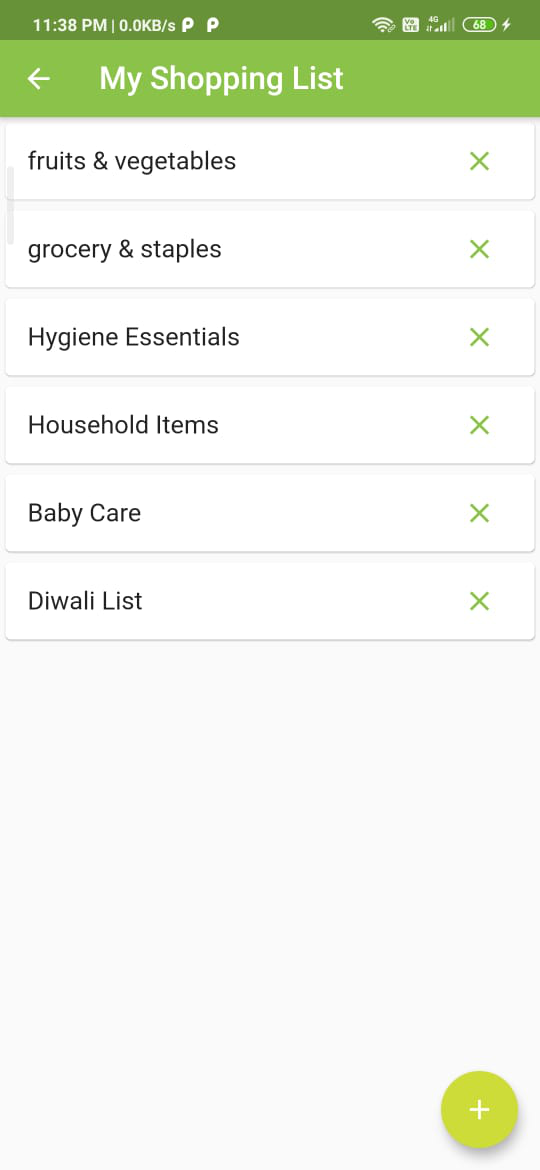 11:38 PM | 0.0KB/s
Vo LTE 4G 68
My Shopping List
fruits & vegetables
grocery & staples
Hygiene Essentials
Household Items
Baby Care
Diwali List